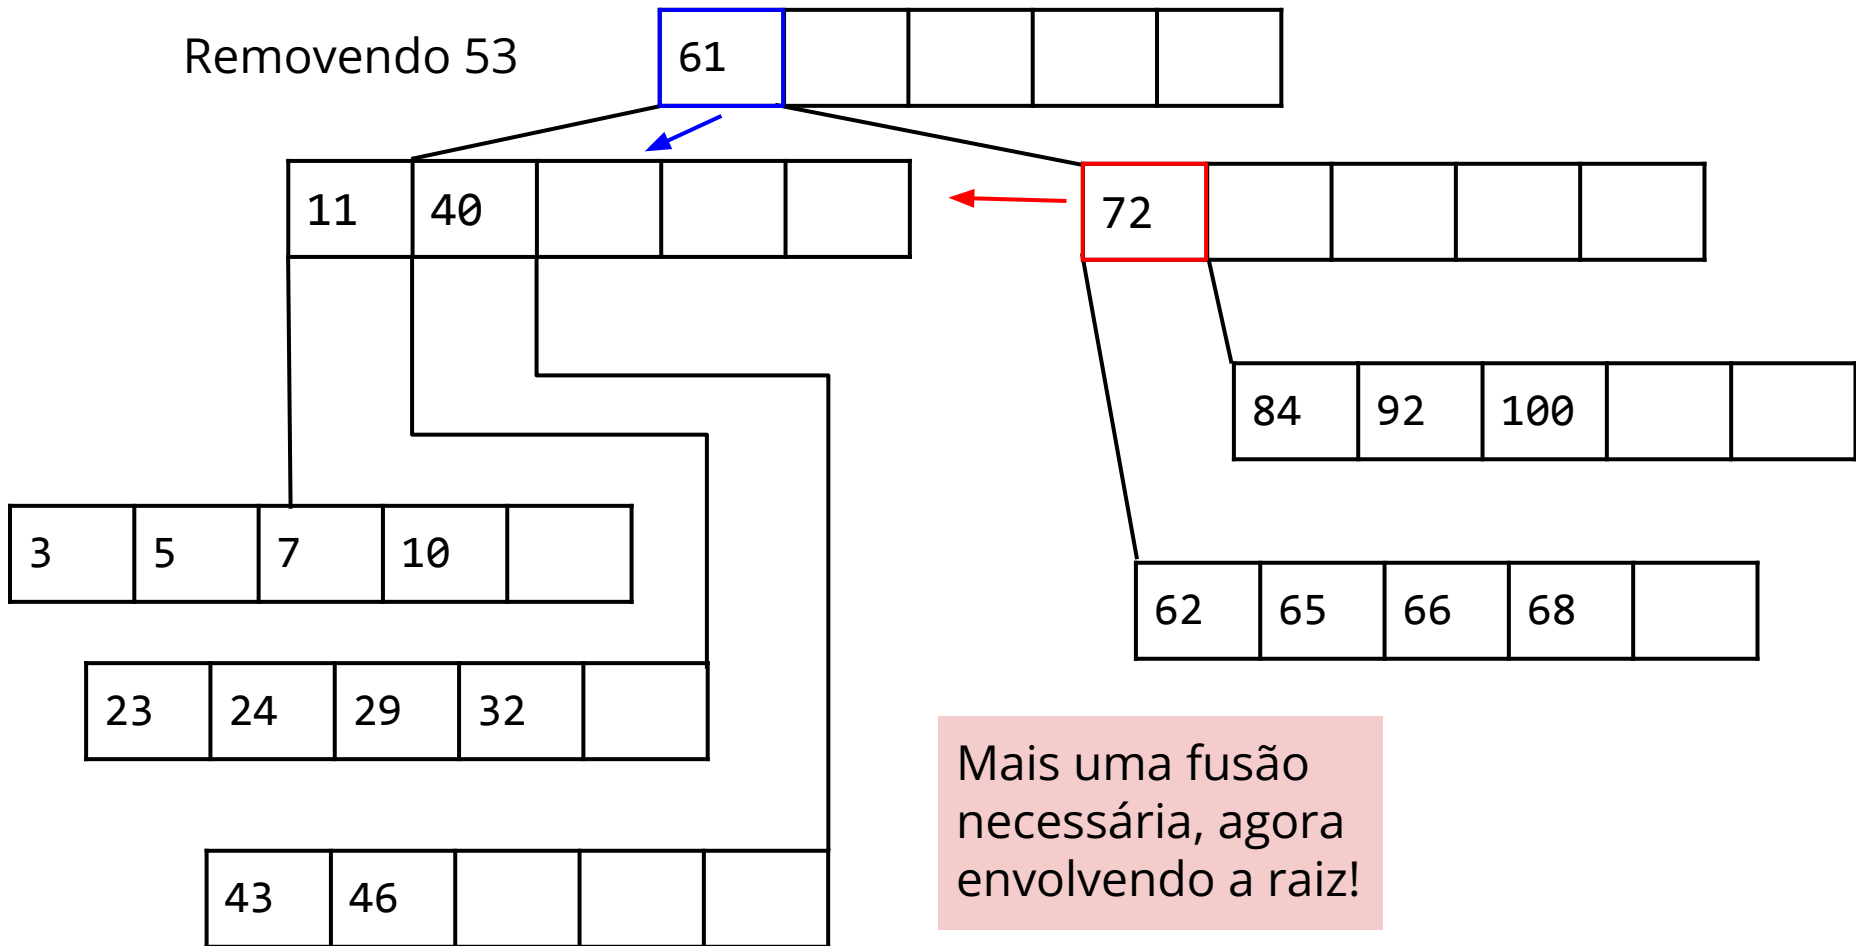 Removendo 53
61
11 40
72
84 92 100
3 5 7 10
62 65 66 68
23 24 29 32
Mais uma fusão
necessária, agora
envolvendo a raiz!
43 46